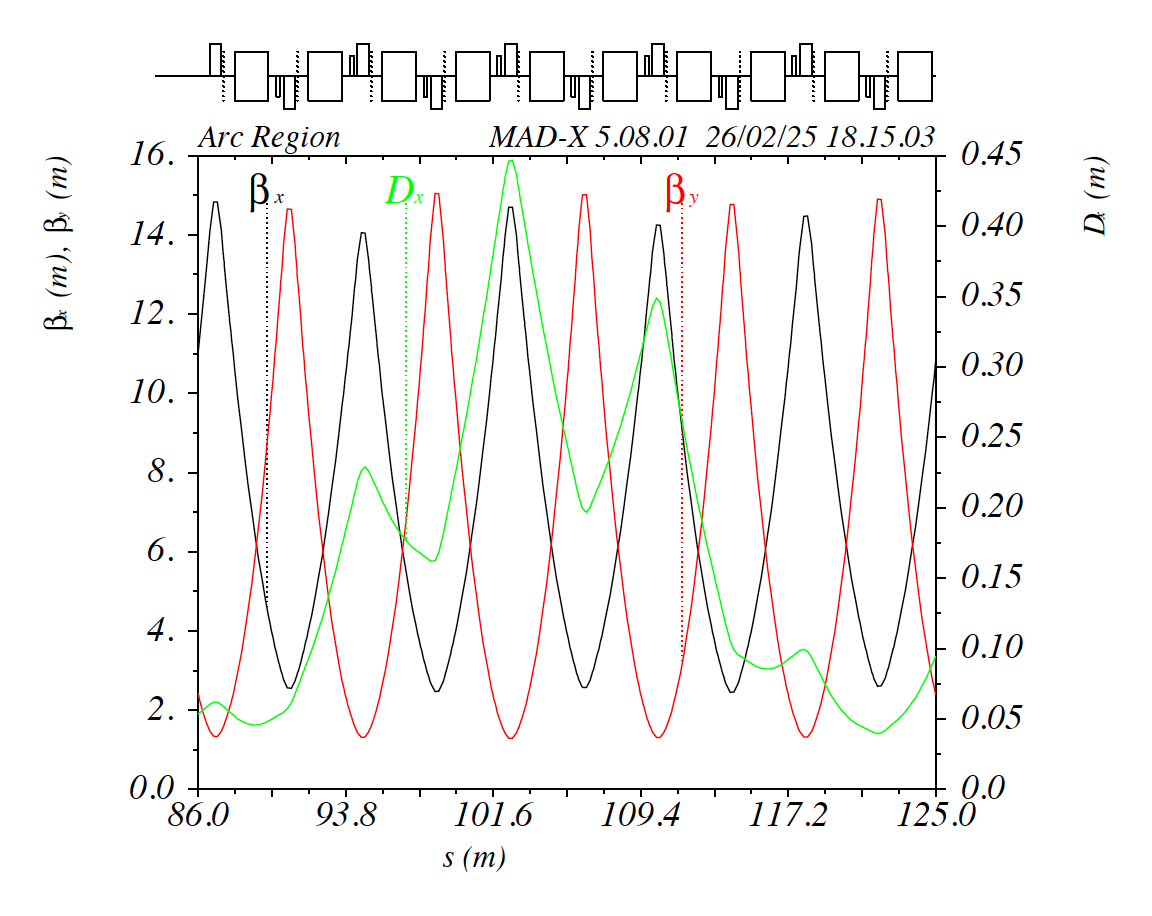 Arc Region MAD-X 5.08.01 26/02/25 18.15.03
βx (m), βy (m)
16.
14.
12.
10.
8.
6.
4.
2.
0.0
βx
Dx
βy
0.45
0.40
0.35
0.30
0.25
0.20
0.15
0.10
0.05
0.0
Dx (m)
86.0 93.8 101.6 109.4 117.2 125.0
s (m)